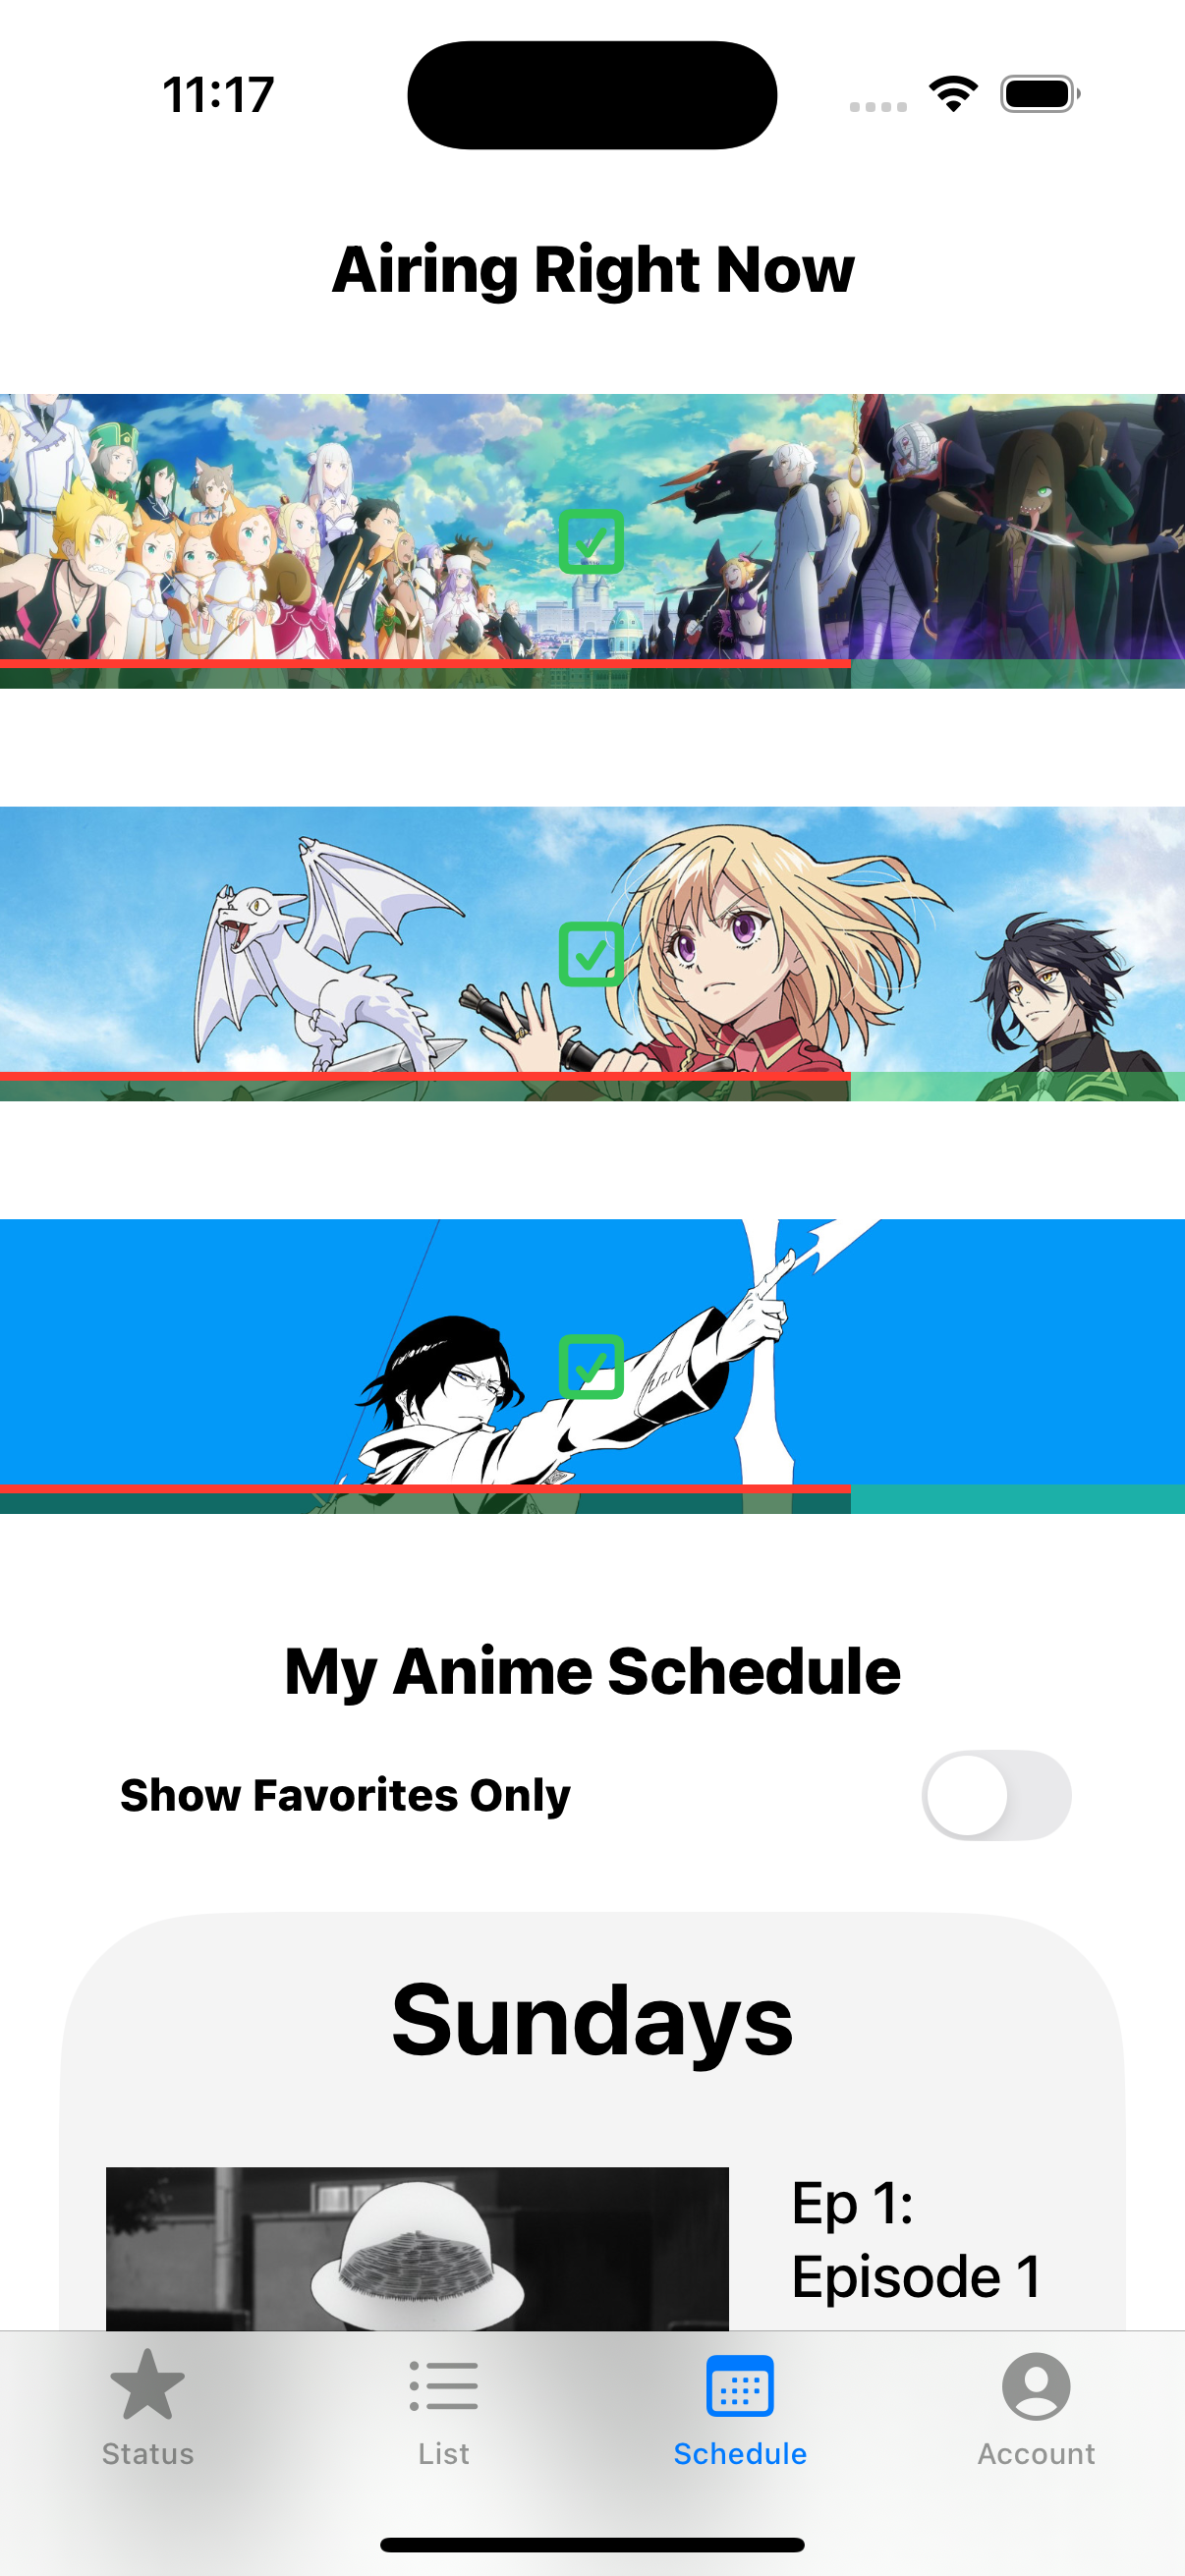 11:17
Airing Right Now
My Anime Schedule
Show Favorites Only
Sundays
Ep 1:
Episode 1
Status
List
Schedule
Account